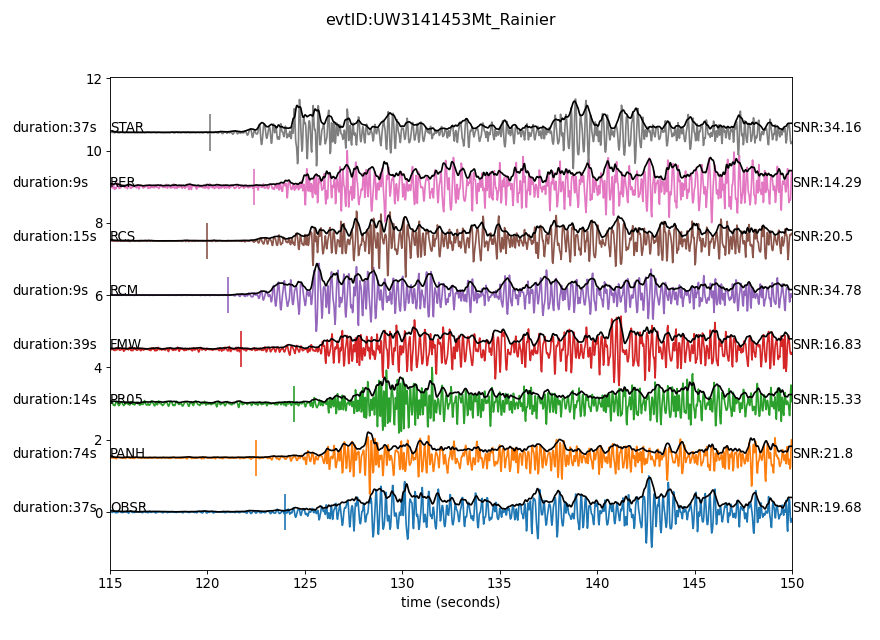 evtID:UW3141453Mt_Rainier
12
duration:37s STAR SNR:34.16
10
duration:9s RER SNR:14.29
8
duration:15s RCS SNR:20.5
duration:9s RCM SNR:34.78
6
duration:39s FMW SNR:16.83
4
duration:14s PR05 SNR:15.33
2
duration:74s PANH SNR:21.8
duration:37s OBSR SNR:19.68
0
115 120 125 130 135 140 145 150
time (seconds)